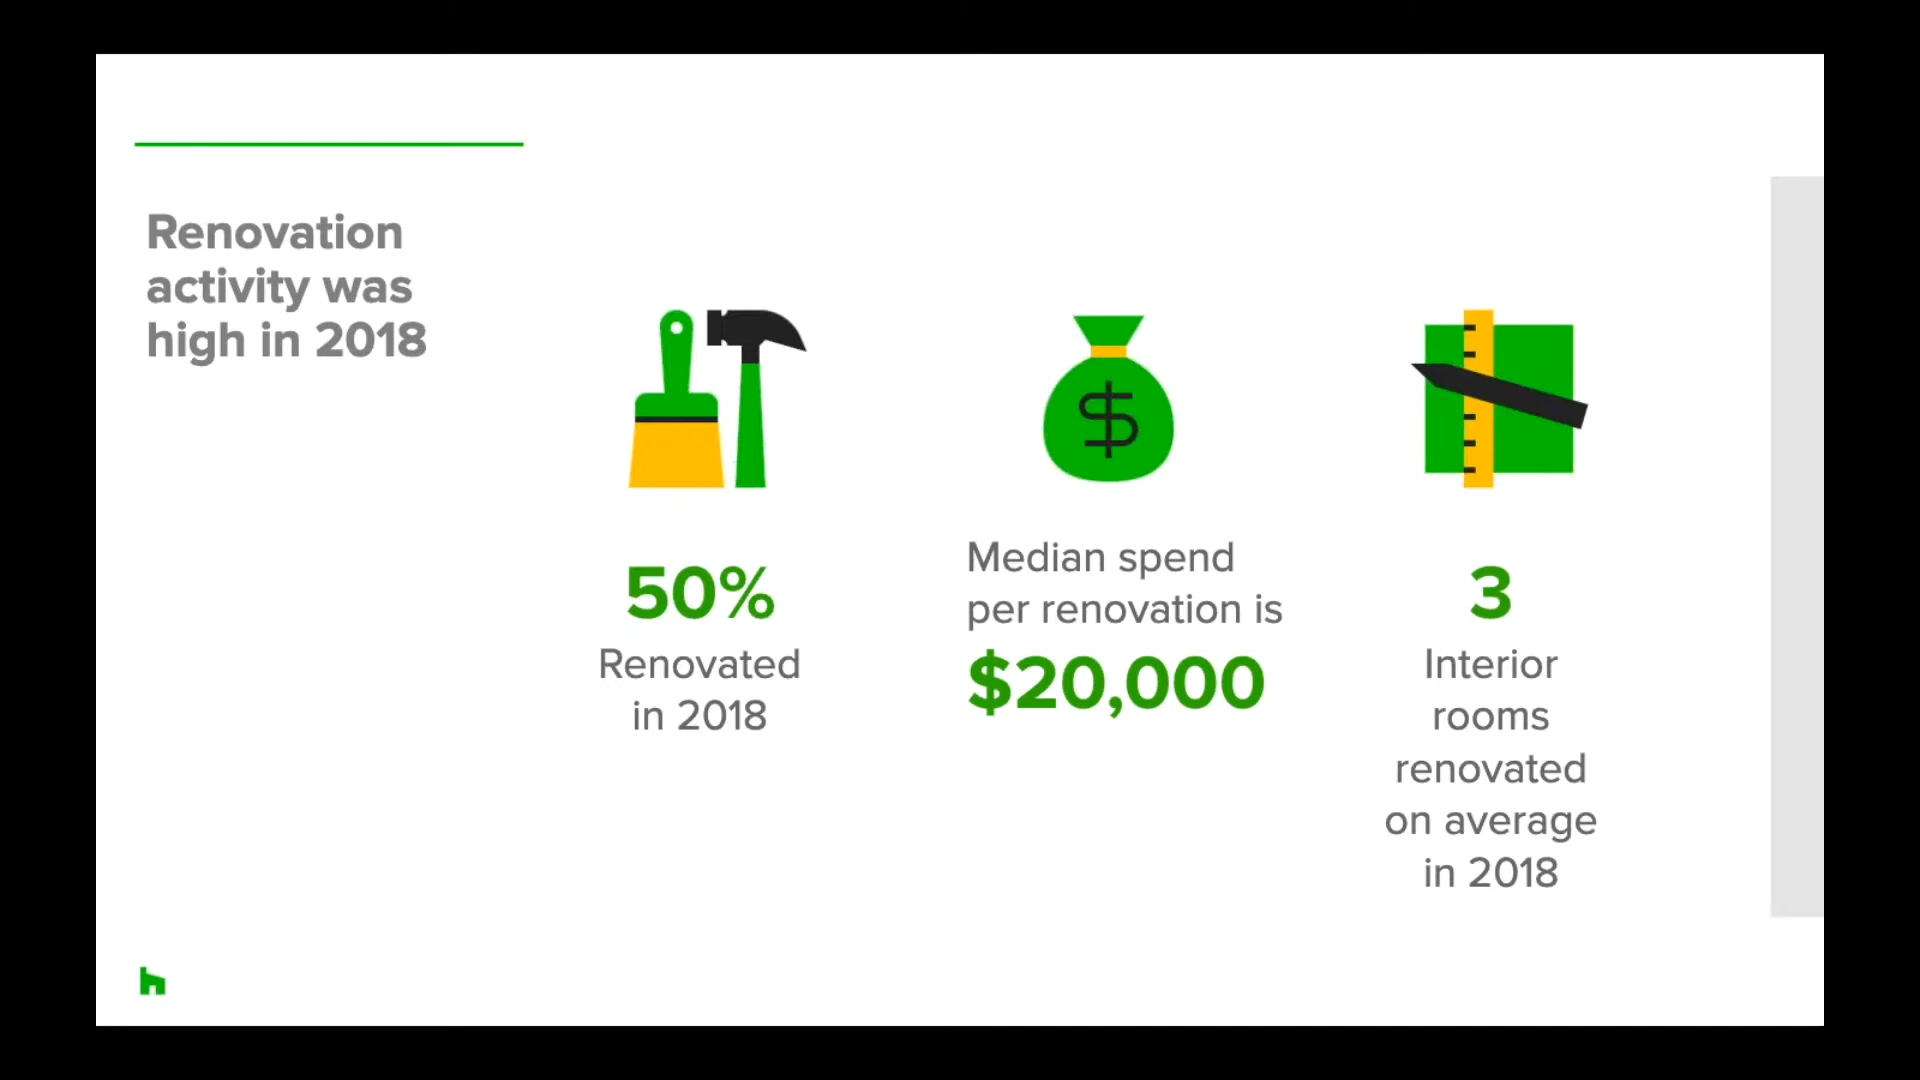 Renovation
activity was
high in 2018
50%
Renovated
in 2018
Median spend
per renovation is
$20,000
3
Interior
rooms
renovated
on average
in 2018